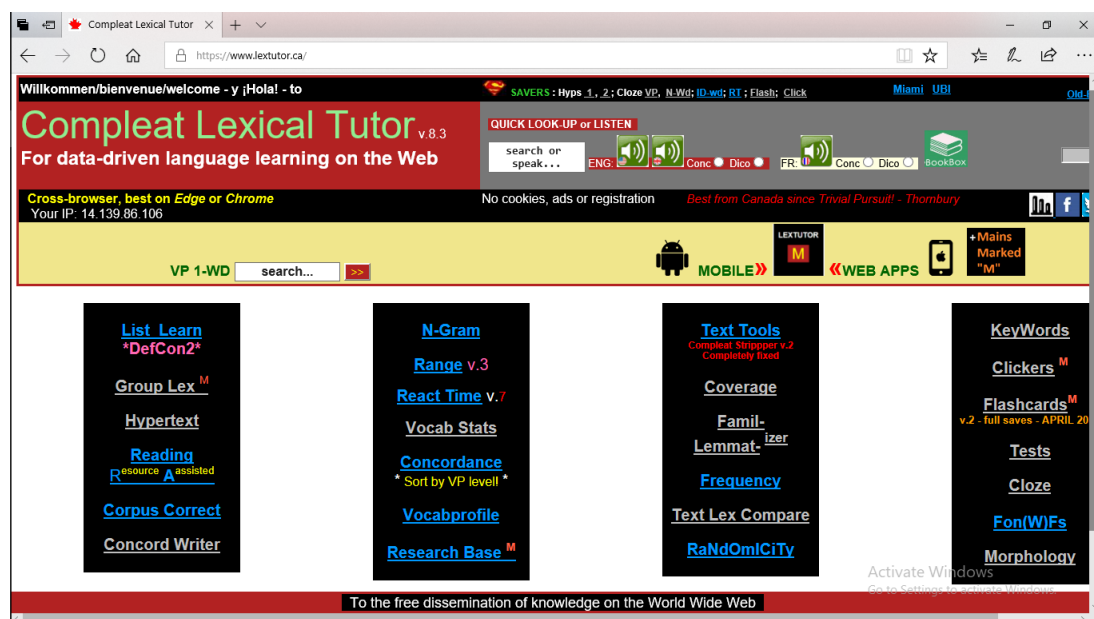 Compleat Lexical Tutor
https://www.lextutor.ca/
Willkommen/bienvenue/welcome - y ¡Hola! - to
SAVERS : Hyps 1 , 2 ; Cloze VP, N-Wd; ID-wd; RT ; Flash; Click
Miami UBI
Compleat Lexical Tutor v.8.3
For data-driven language learning on the Web
QUICK LOOK-UP or LISTEN
search or
speak...
ENG: Conc Dico
FR: Conc Dico
BookBox
Cross-browser, best on Edge or Chrome
Your IP: 14.139.86.106
No cookies, ads or registration
Best from Canada since Trivial Pursuit! - Thornbury
VP 1-WD search... >>
MOBILE»
LEXTUTOR
M
«WEB APPS
+Mains
Marked
"M"
List_Learn
*DefCon2*
Group Lex M
Hypertext
Reading
Resource Aassisted
Corpus Correct
Concord Writer
N-Gram
Range v.3
React Time v.7
Vocab Stats
Concordance
* Sort by VP level! *
Vocabprofile
Research Base M
Text Tools
Compleat Strippper v.2
Completely fixed
Coverage
Famil-
Lemmat- izer
Frequency
Text Lex Compare
RaNdOmICiTy
KeyWords
Clickers M
Flashcards M
v.2 - full saves - APRIL 20
Tests
Cloze
Fon(W)Fs
Morphology
Activate Windows
Go to Settings to activate Windows.
To the free dissemination of knowledge on the World Wide Web